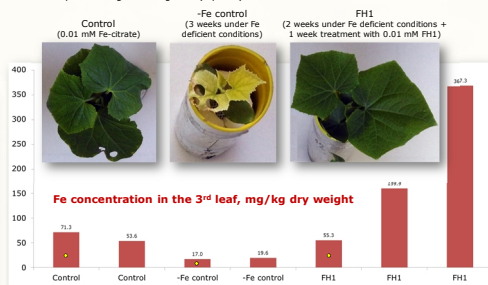 Control
(0.01 mM Fe-citrate)
-Fe control
(3 weeks under Fe
deficient conditions)
FH1
(2 weeks under Fe deficient conditions +
1 week treatment with 0.01 mM FH1)
400
350
300
250
200
150
100
50
0
Fe concentration in the 3rd leaf, mg/kg dry weight
71.3
53.6
17.0
19.6
55.3
367.3
Control
Control
-Fe control
-Fe control
FH1
FH1
FH1